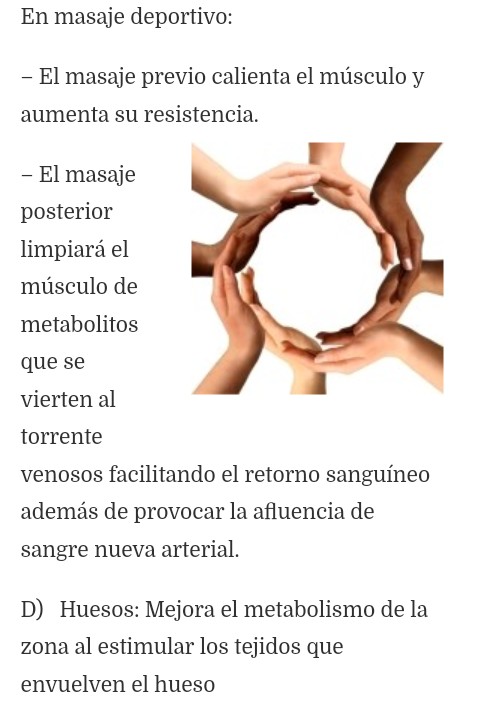 En masaje deportivo:
– El masaje previo calienta el músculo y
aumenta su resistencia.
– El masaje
posterior
limpiará el
músculo de
metabolitos
que se
vierten al
torrente
venosos facilitando el retorno sanguíneo
además de provocar la afluencia de
sangre nueva arterial.
D) Huesos: Mejora el metabolismo de la
zona al estimular los tejidos que
envuelven el hueso